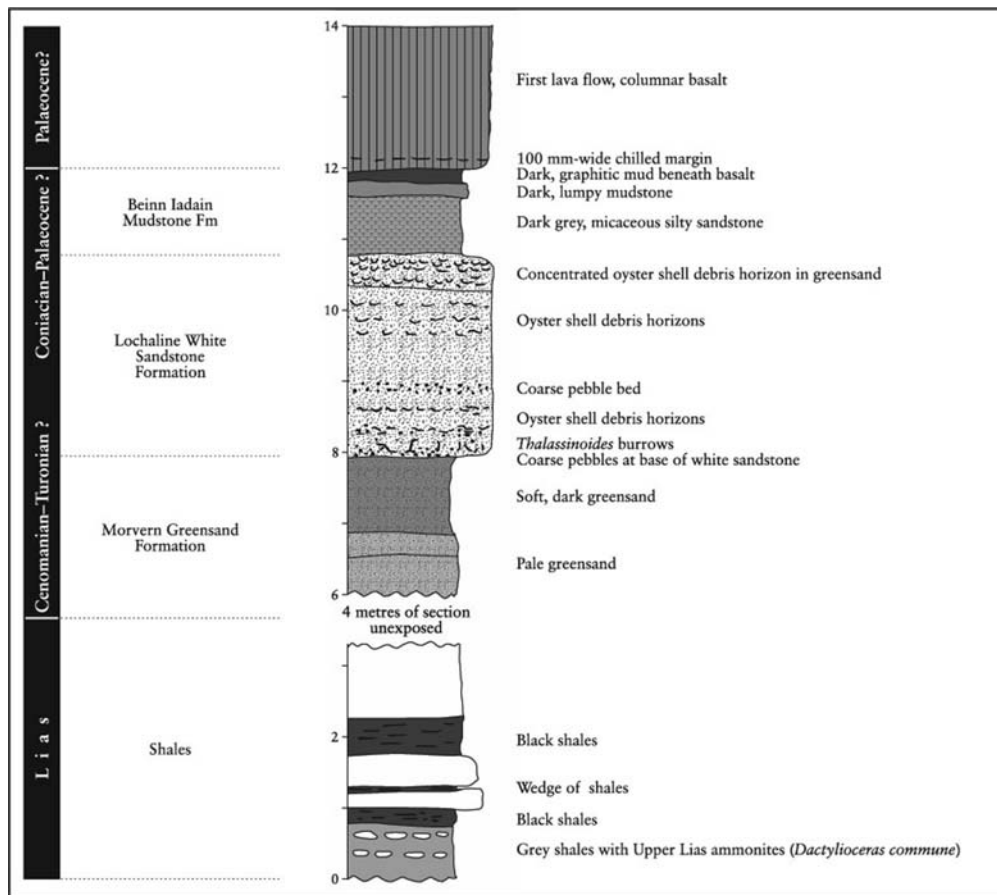 Palaeocene?
Coniacian–Palaeocene ?
Cenomanian–Turonian ?
Lias
Beinn Iadain
Mudstone Fm
Lochaline White
Sandstone
Formation
Morvern Greensand
Formation
Shales
14
12
10
8
6
4 metres of section
unexposed
2
0
First lava flow, columnar basalt
100 mm-wide chilled margin
Dark, graphitic mud beneath basalt
Dark, lumpy mudstone
Dark grey, micaceous silty sandstone
Concentrated oyster shell debris horizon in greensand
Oyster shell debris horizons
Coarse pebble bed
Oyster shell debris horizons
Thalassinoides burrows
Coarse pebbles at base of white sandstone
Soft, dark greensand
Pale greensand
Black shales
Wedge of shales
Black shales
Grey shales with Upper Lias ammonites (Dactylioceras commune)